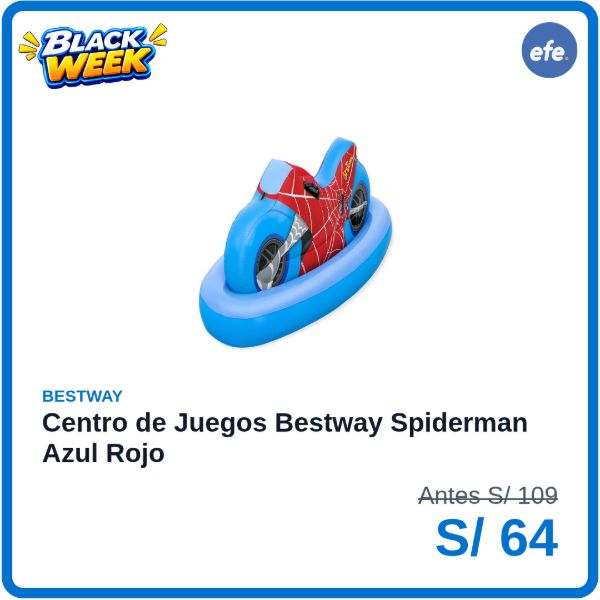 BLACK
WEEK
efe.
BESTWAY
Centro de Juegos Bestway Spiderman
Azul Rojo
Antes S/ 109
S/ 64